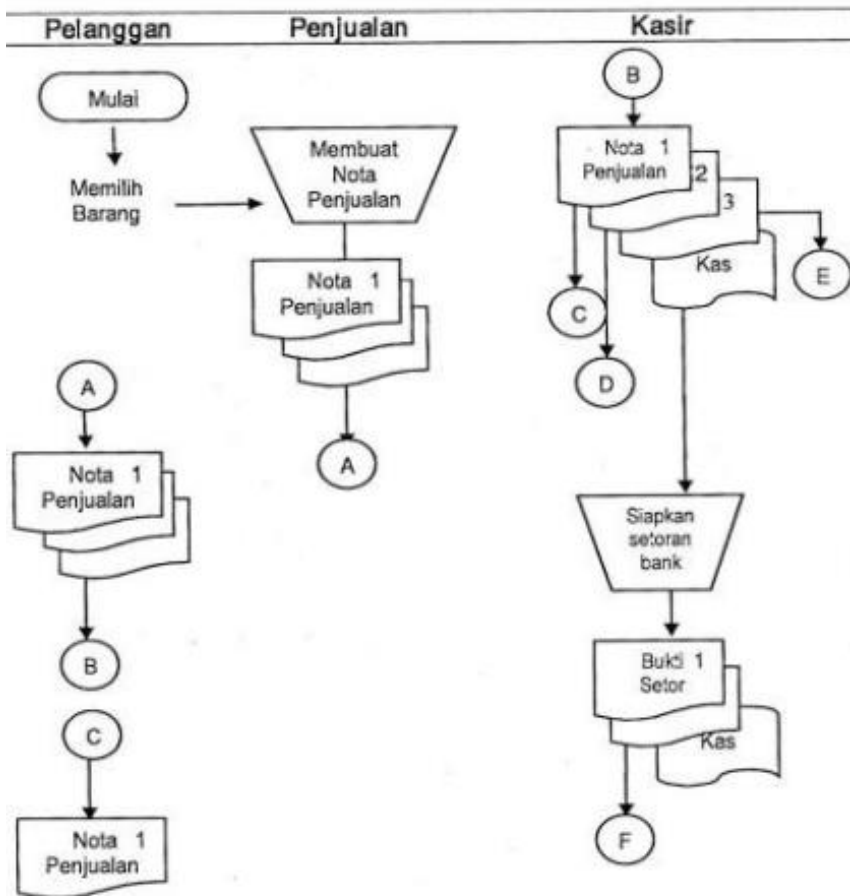 Pelanggan
Penjualan
Kasir
Mulai
Memilih
Barang
A
Nota 1
Penjualan
B
C
Nota 1
Penjualan
Membuat
Nota
Penjualan
Nota 1
Penjualan
A
B
Nota 1
Penjualan
2
3
Kas
C
D
E
Siapkan
setoran
bank
Bukti 1
Setor
Kas
F